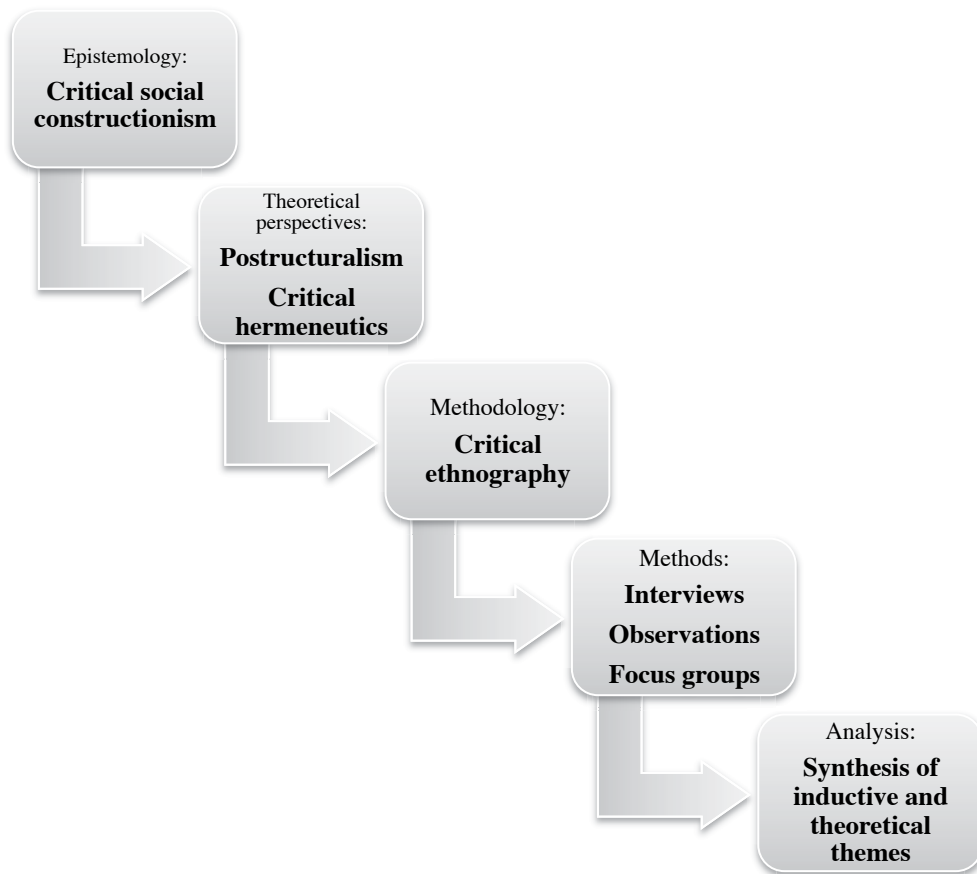 Epistemology:
Critical social
constructionism
Theoretical
perspectives:
Postructuralism
Critical
hermeneutics
Methodology:
Critical
ethnography
Methods:
Interviews
Observations
Focus groups
Analysis:
Synthesis of
inductive and
theoretical
themes